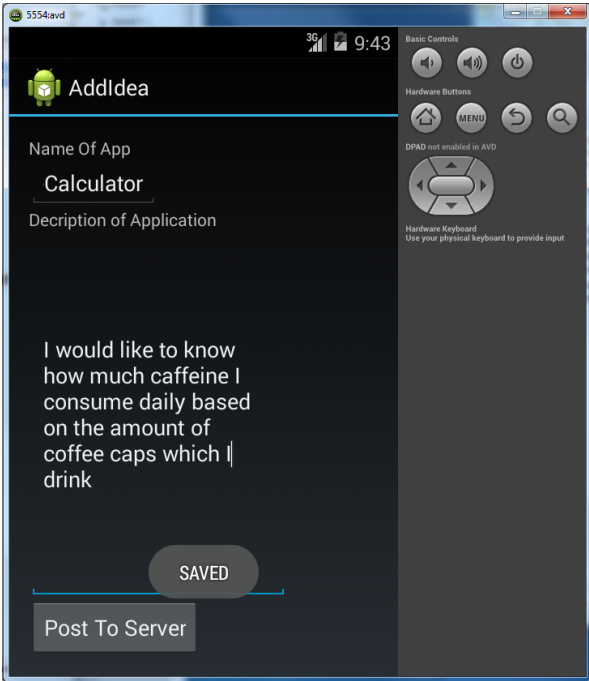 5554:avd
3G 9:43
AddIdea
Name Of App
Calculator
Decription of Application
I would like to know
how much caffeine I
consume daily based
on the amount of
coffee caps which I
drink
SAVED
Post To Server
Basic Controls
Hardware Buttons
MENU
DPAD not enabled in AVD
Hardware Keyboard
Use your physical keyboard to provide input